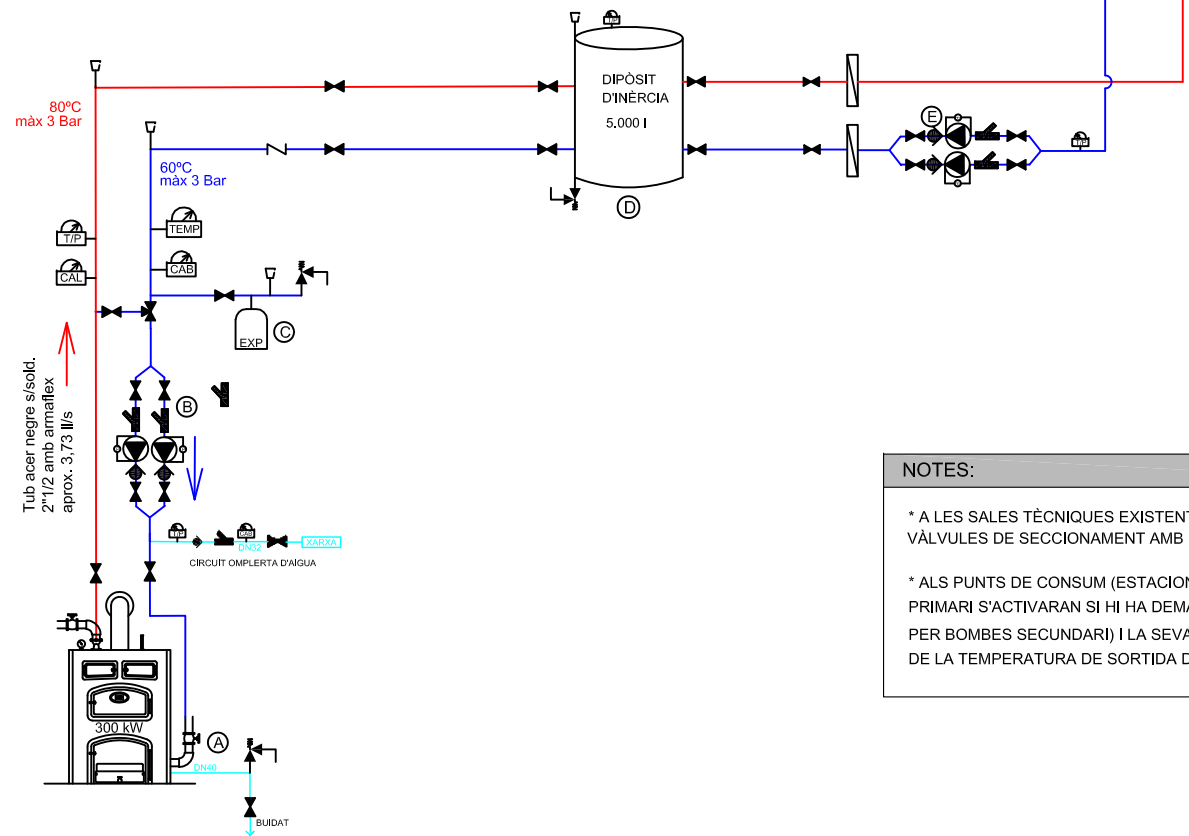 T/P
DIPÒSIT
D'INÈRCIA
5.000 l
80ºC
màx 3 Bar
60ºC
màx 3 Bar
E
T/P
D
T/P
TEMP
CAL
CAB
EXP
C
Tub acer negre s/sold.
2"1/2 amb armaflex
aprox. 3,73 ll/s
B
T/P
CAB
DN32
XARXA
CIRCUIT OMPLERTA D'AIGUA
300 kW
A
DN40
BUIDAT
NOTES:
* A LES SALES TÈCNIQUES EXISTENT
VÀLVULES DE SECCIONAMENT AMB
* ALS PUNTS DE CONSUM (ESTACION
PRIMARI S'ACTIVARAN SI HI HA DEMA
PER BOMBES SECUNDARI) I LA SEVA
DE LA TEMPERATURA DE SORTIDA D